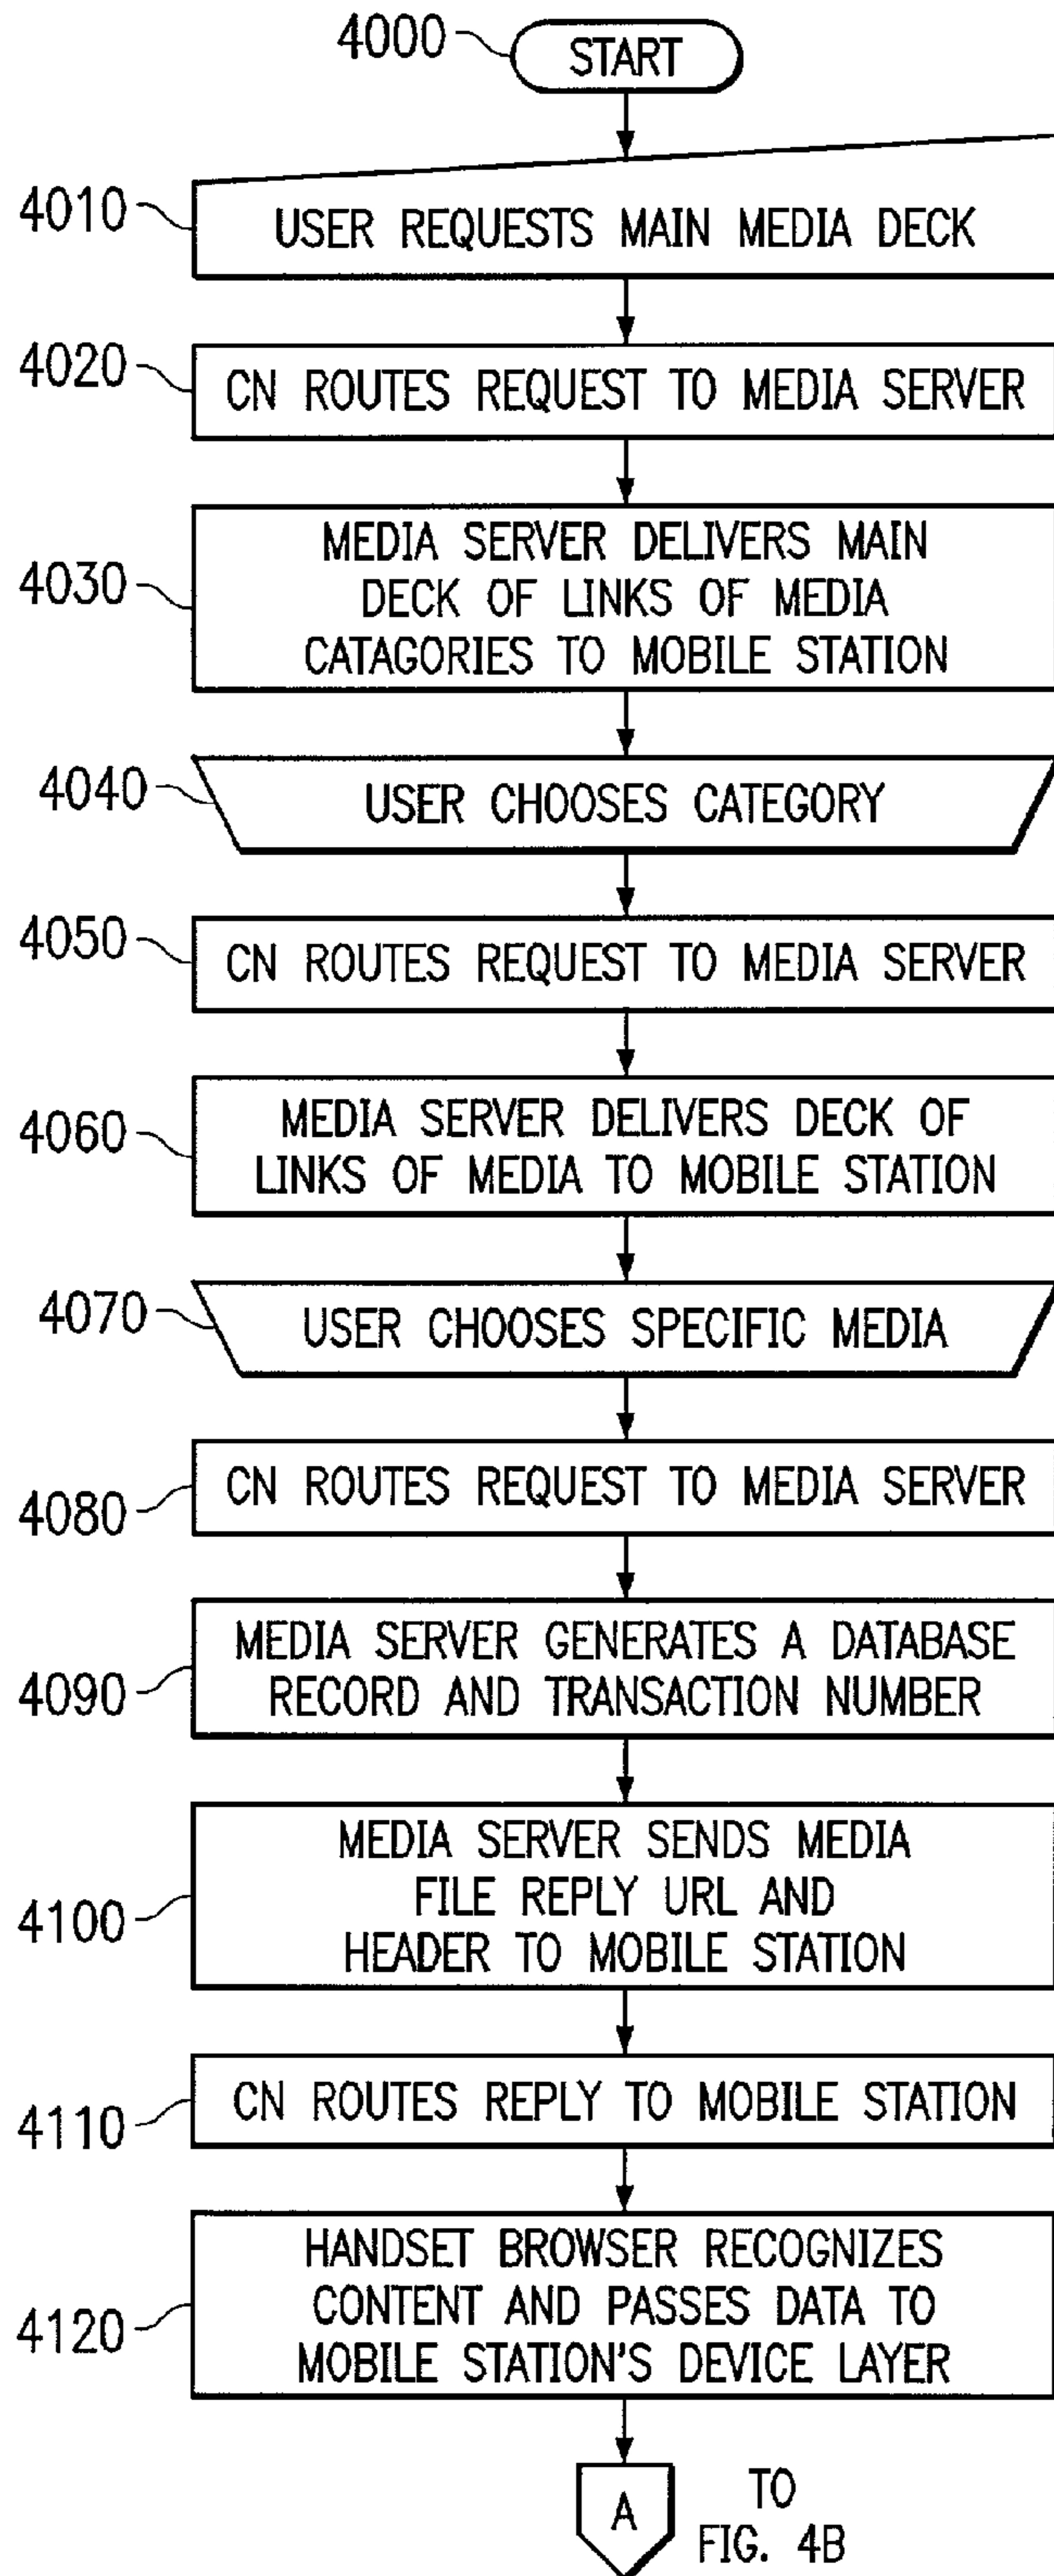 4000
START
4010
USER REQUESTS MAIN MEDIA DECK
4020
CN ROUTES REQUEST TO MEDIA SERVER
4030
MEDIA SERVER DELIVERS MAIN
DECK OF LINKS OF MEDIA
CATAGORIES TO MOBILE STATION
4040
USER CHOOSES CATEGORY
4050
CN ROUTES REQUEST TO MEDIA SERVER
4060
MEDIA SERVER DELIVERS DECK OF
LINKS OF MEDIA TO MOBILE STATION
4070
USER CHOOSES SPECIFIC MEDIA
4080
CN ROUTES REQUEST TO MEDIA SERVER
4090
MEDIA SERVER GENERATES A DATABASE
RECORD AND TRANSACTION NUMBER
4100
MEDIA SERVER SENDS MEDIA
FILE REPLY URL AND
HEADER TO MOBILE STATION
4110
CN ROUTES REPLY TO MOBILE STATION
4120
HANDSET BROWSER RECOGNIZES
CONTENT AND PASSES DATA TO
MOBILE STATION'S DEVICE LAYER
A
TO
FIG. 4B